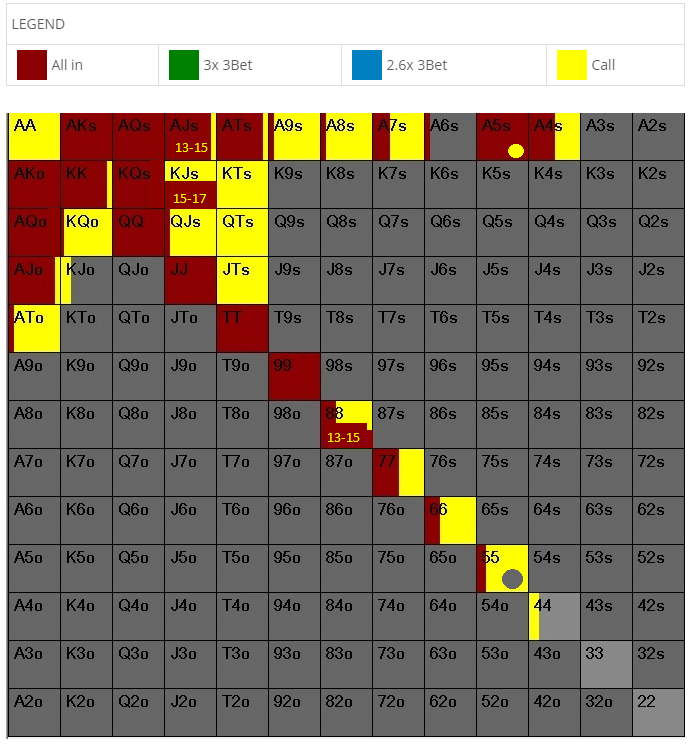 LEGEND
All in 3x 3Bet 2.6x 3Bet Call
AA AKs AQs AJs ATs A9s A8s A7s A6s A5s A4s A3s A2s
13-15
AKo KK KQs KJs KTs K9s K8s K7s K6s K5s K4s K3s K2s
15-17
AQo KQo QQ QJs QTs Q9s Q8s Q7s Q6s Q5s Q4s Q3s Q2s
AJo KJo QJo JJ JTs J9s J8s J7s J6s J5s J4s J3s J2s
ATo KTo QTo JTo TT T9s T8s T7s T6s T5s T4s T3s T2s
A9o K9o Q9o J9o T9o 99 98s 97s 96s 95s 94s 93s 92s
A8o K8o Q8o J8o T8o 98o 88 87s 86s 85s 84s 83s 82s
13-15
A7o K7o Q7o J7o T7o 97o 87o 77 76s 75s 74s 73s 72s
A6o K6o Q6o J6o T6o 96o 86o 76o 66 65s 64s 63s 62s
A5o K5o Q5o J5o T5o 95o 85o 75o 65o 55 54s 53s 52s
A4o K4o Q4o J4o T4o 94o 84o 74o 64o 54o 44 43s 42s
A3o K3o Q3o J3o T3o 93o 83o 73o 63o 53o 43o 33 32s
A2o K2o Q2o J2o T2o 92o 82o 72o 62o 52o 42o 32o 22